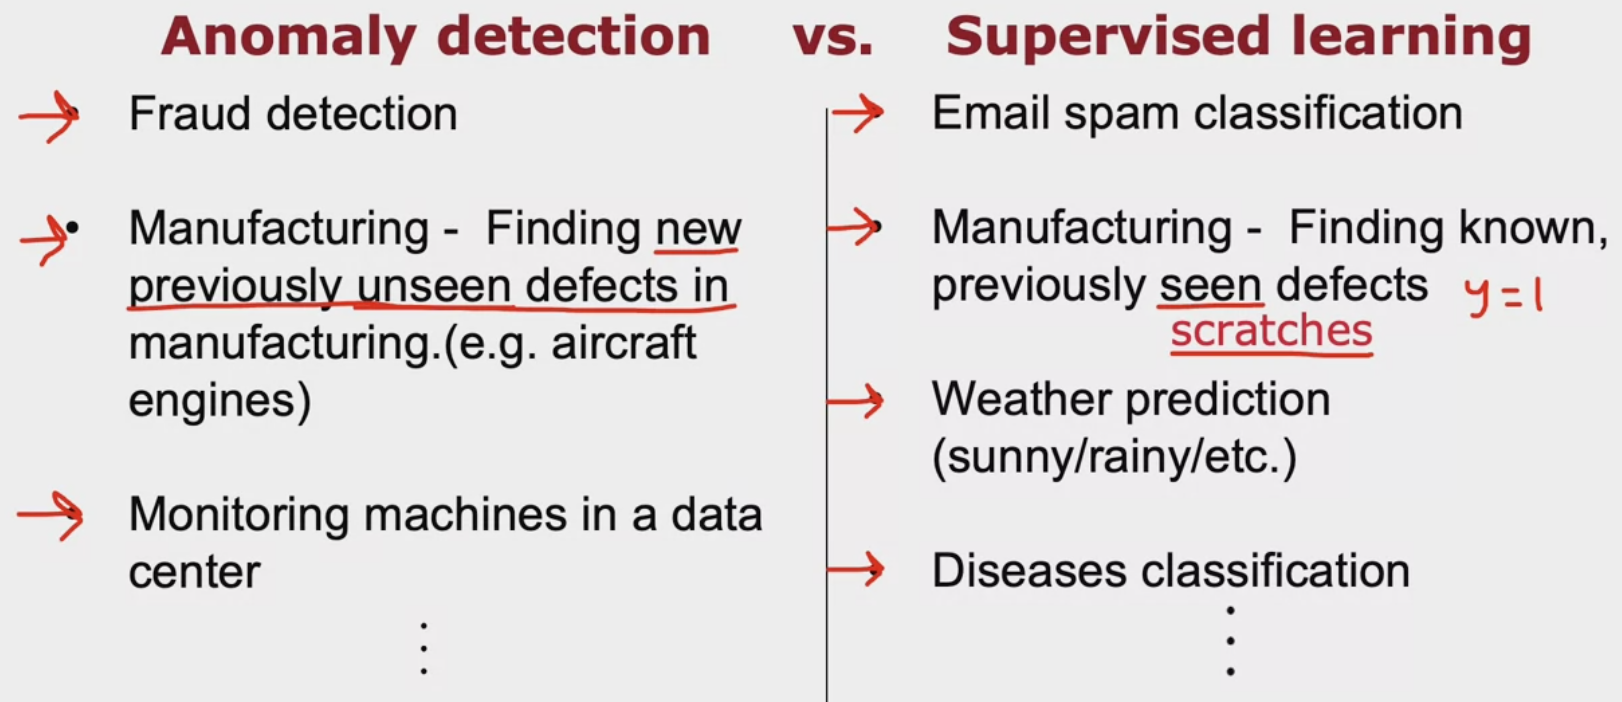 Anomaly detection vs. Supervised learning
Fraud detection
Manufacturing - Finding new
previously unseen defects in
manufacturing.(e.g. aircraft
engines)
Monitoring machines in a data
center
Email spam classification
Manufacturing - Finding known,
previously seen defects y=1
scratches
Weather prediction
(sunny/rainy/etc.)
Diseases classification